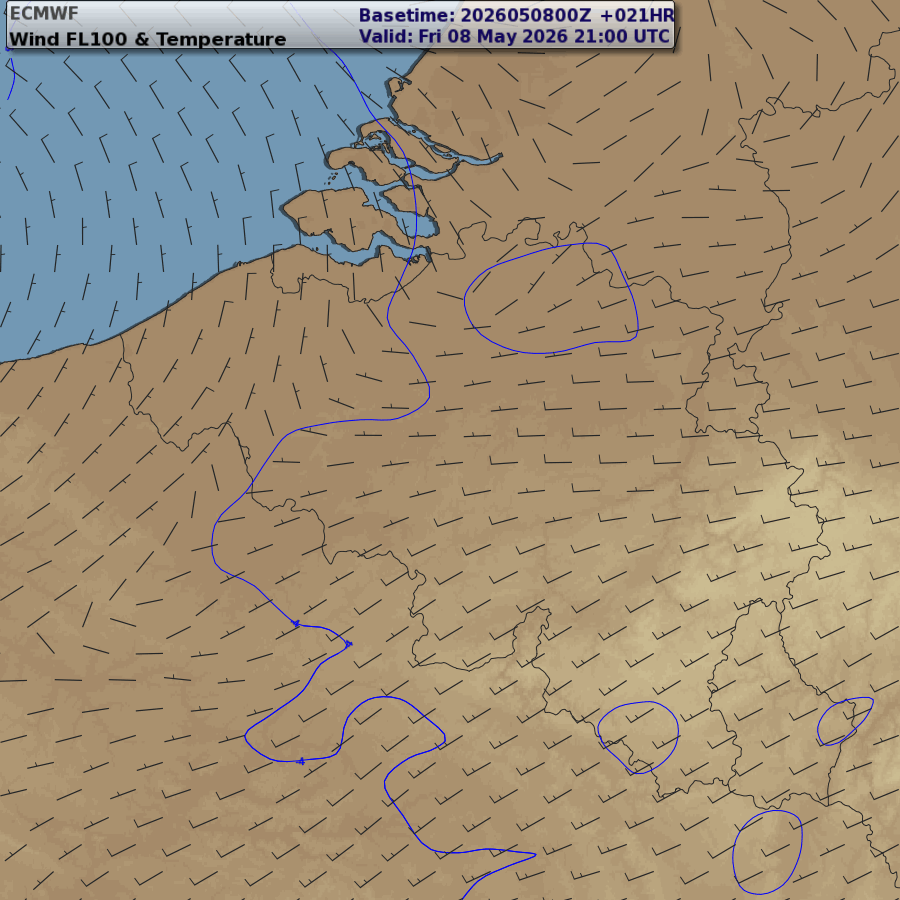 ECMWF
Basetime: 2026050800Z +021HR
Wind FL100 & Temperature
Valid: Fri 08 May 2026 21:00 UTC